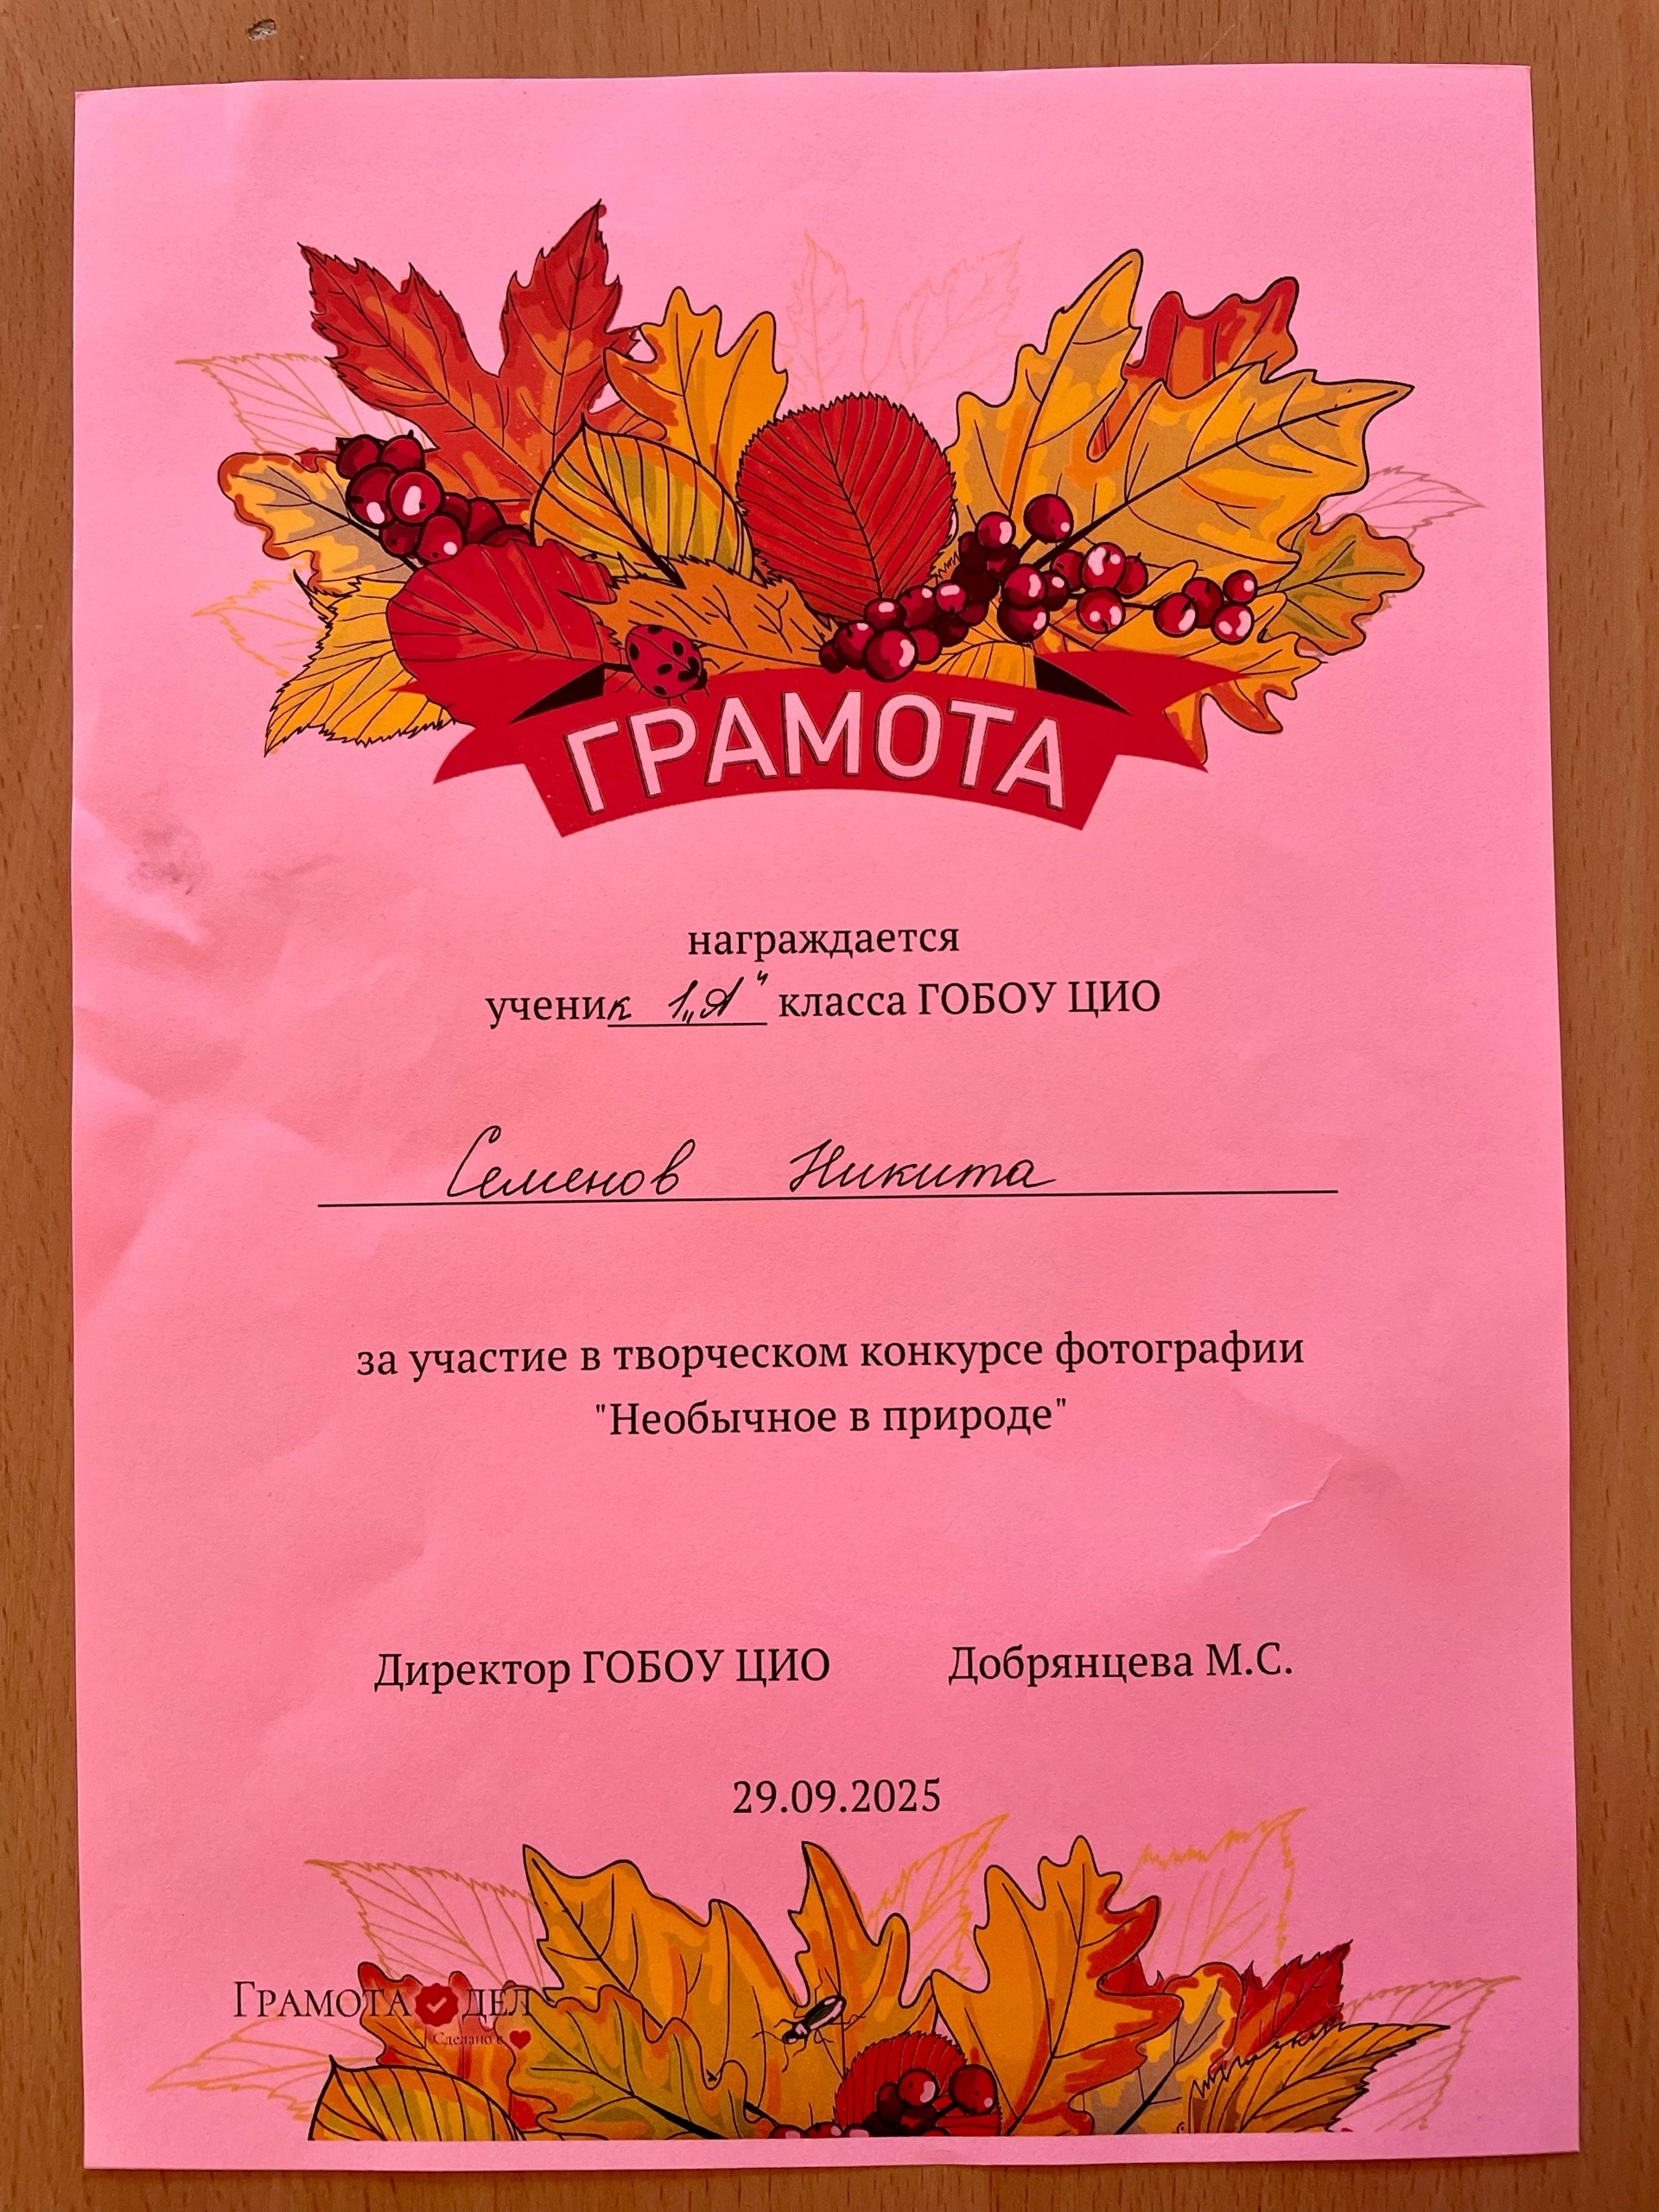 ГРАМОТА
награждается
ученик 1 „А" класса ГОБОУ ЦИО
Семенов Никита
за участие в творческом конкурсе фотографии
"Необычное в природе"
Директор ГОБОУ ЦИО Добрянцева М.С.
29.09.2025
ГРАМОТА ДЕЛ
Сделано с